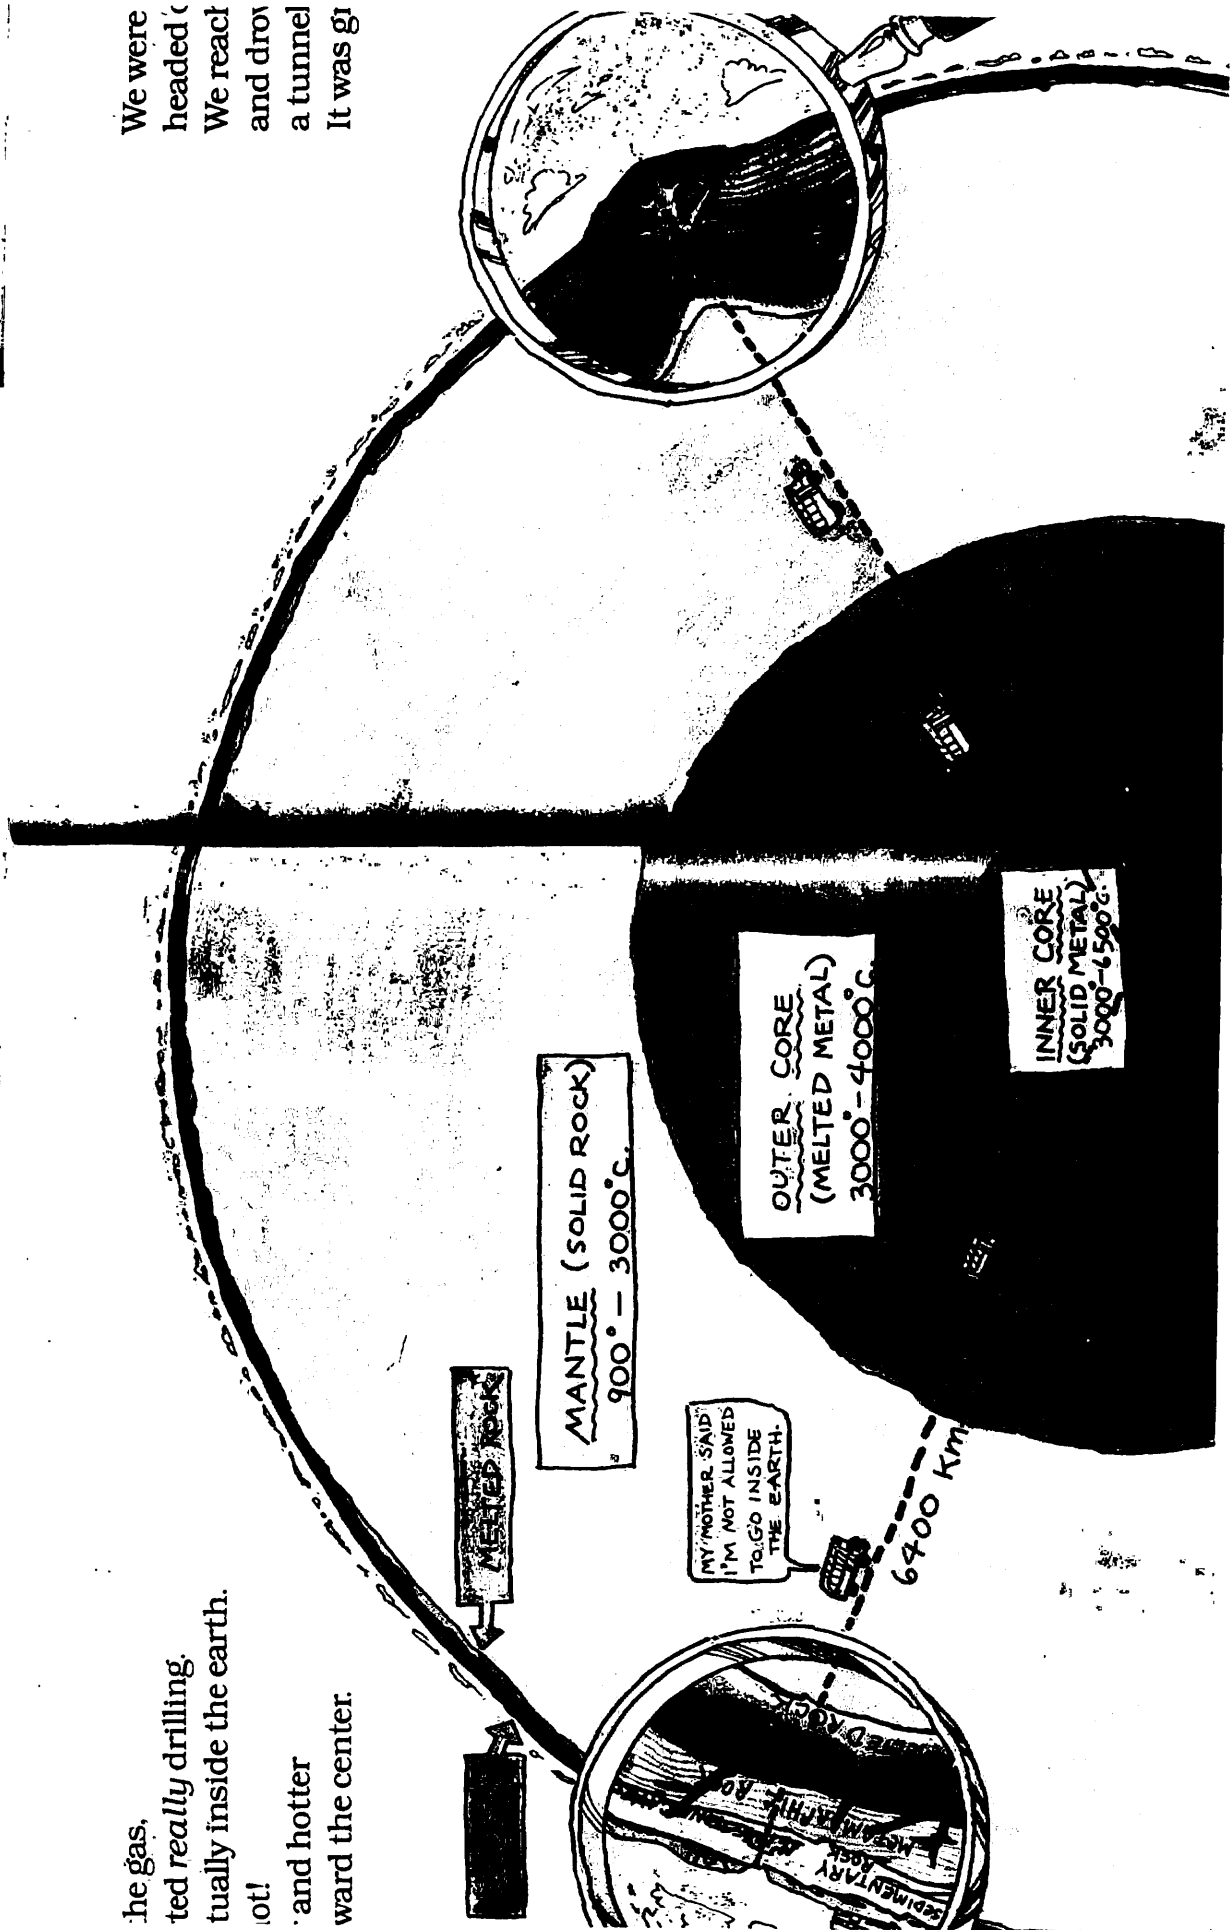 he gas,
ted really drilling.
tually inside the earth.
ot!
and hotter
ward the center.
We were
headed
We reach
and drov
a tunnel
It was gr
MELTED ROCK
MANTLE (SOLID ROCK)
900° — 3000°C.
OUTER CORE
(MELTED METAL)
3000°-4000°C.
INNER CORE
(SOLID METAL)
3000°-6500°C.
MY MOTHER SAID
I'M NOT ALLOWED
TO GO INSIDE
THE EARTH.
6400 Km
SEDIMENTARY
ROCK
METAMORPHIC ROCK
ROCK